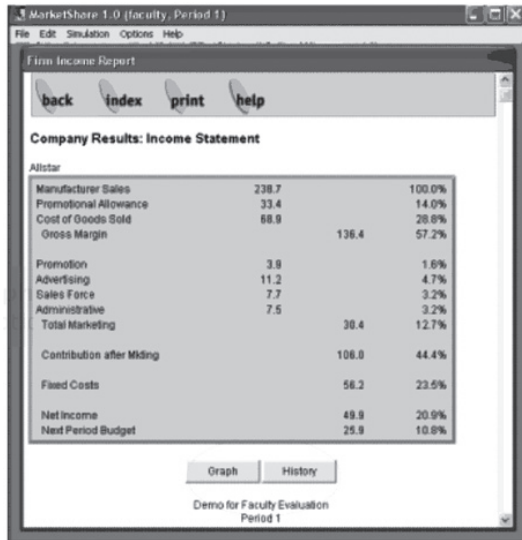 MarketShare 1.0 (faculty, Period 1)
File Edit Simulation Options Help
Firm Income Report
back index print help
Company Results: Income Statement
Allstar
Manufacturer Sales 238.7 100.0%
Promotional Allowance 33.4 14.0%
Cost of Goods Sold 68.9 28.8%
Gross Margin 136.4 57.2%
Promotion 3.9 1.6%
Advertising 11.2 4.7%
Sales Force 7.7 3.2%
Administrative 7.5 3.2%
Total Marketing 30.4 12.7%
Contribution after Mkting 106.0 44.4%
Fixed Costs 56.2 23.5%
Net Income 49.9 20.9%
Next Period Budget 25.9 10.8%
Graph History
Demo for Faculty Evaluation
Period 1